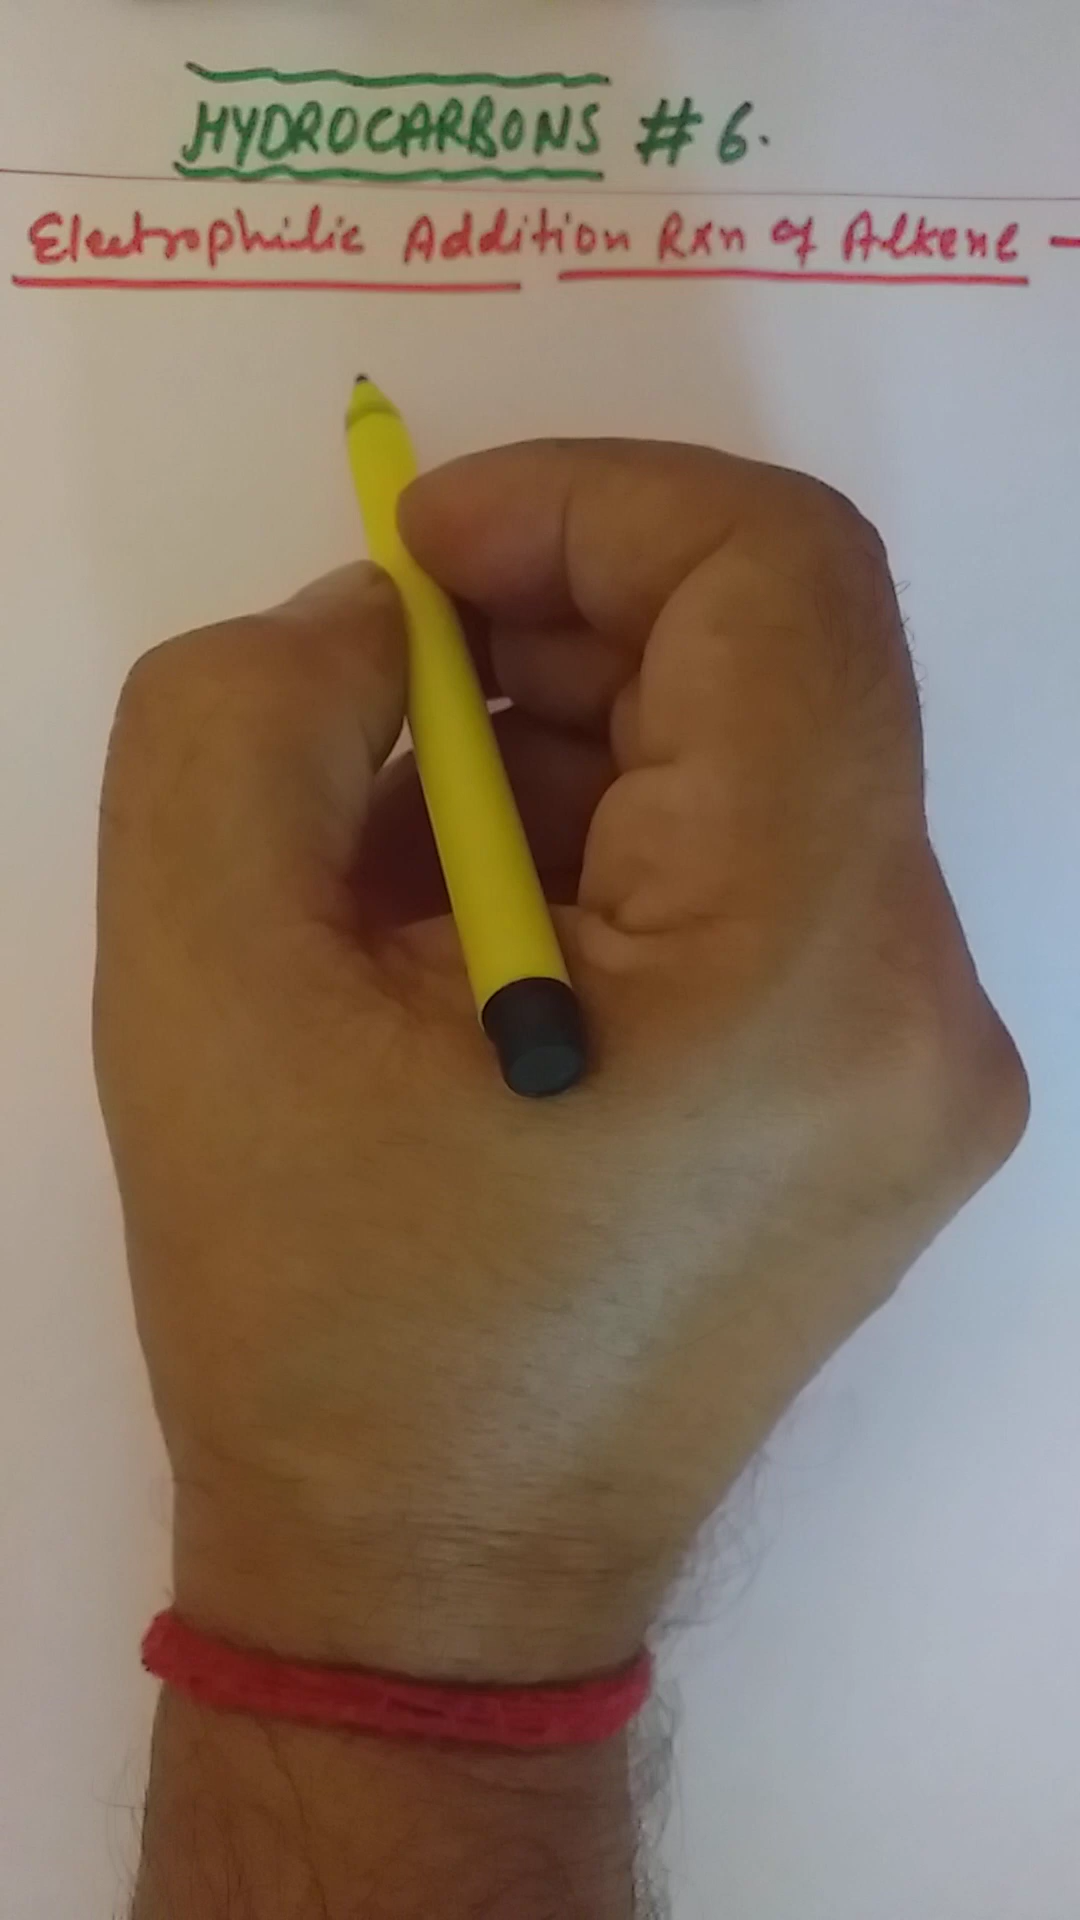 HYDROCARBONS # 6.
Electrophilic Addition Rxn of Alkene -